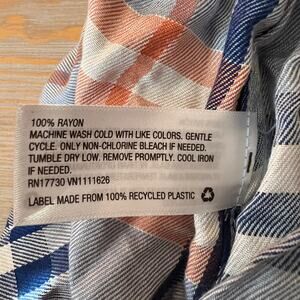 100% RAYON
MACHINE WASH COLD WITH LIKE COLORS. GENTLE
CYCLE. ONLY NON-CHLORINE BLEACH IF NEEDED.
TUMBLE DRY LOW. REMOVE PROMPTLY. COOL IRON
IF NEEDED.
RN17730 VN1111626
LABEL MADE FROM 100% RECYCLED PLASTIC